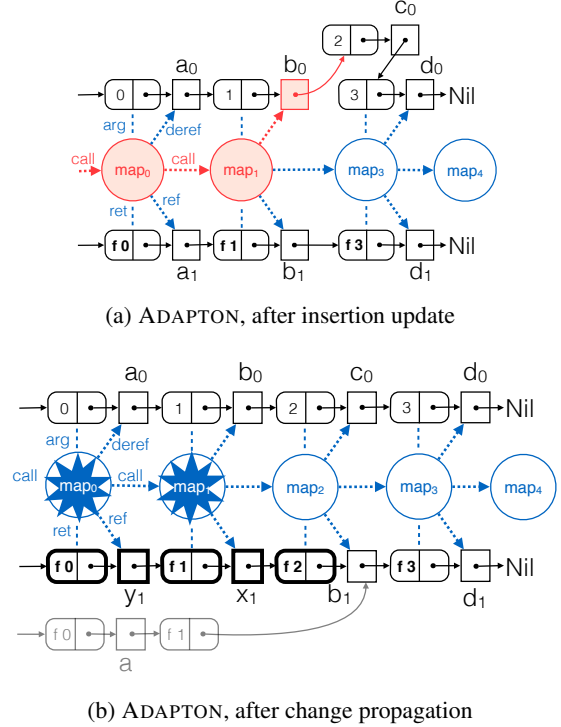 c₀
2
a₀ b₀ d₀
0 1 3 Nil
arg deref
call map₀ call map₁ map₃ map₄
ret ref
f 0 f 1 f 3 Nil
a₁ b₁ d₁
(a) ADAPTON, after insertion update
a₀ b₀ c₀ d₀
0 1 2 3 Nil
arg deref
call map₀ call map₁ map₂ map₃ map₄
ret ref
f 0 f 1 f 2 f 3 Nil
y₁ x₁ b₁ d₁
f 0 f 1
a
(b) ADAPTON, after change propagation